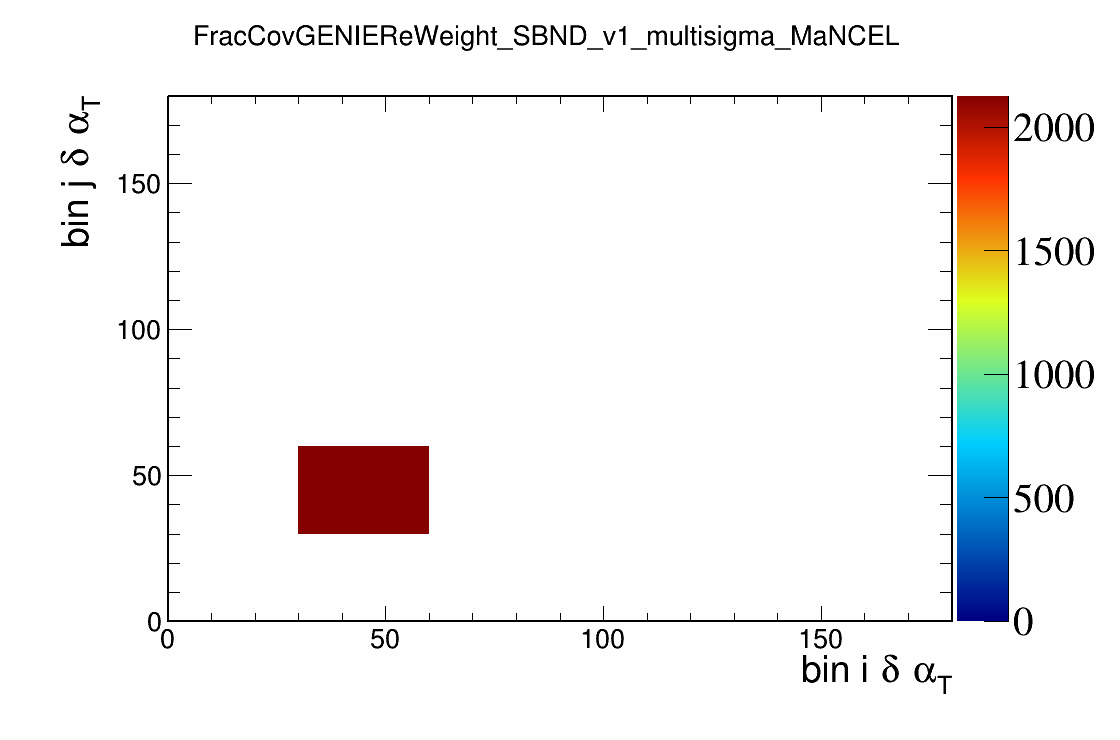 FracCovGENIEReWeight_SBND_v1_multisigma_MaNCEL
bin j δ α_T
150
100
50
0
0 50 100 150
bin i δ α_T
2000
1500
1000
500
0